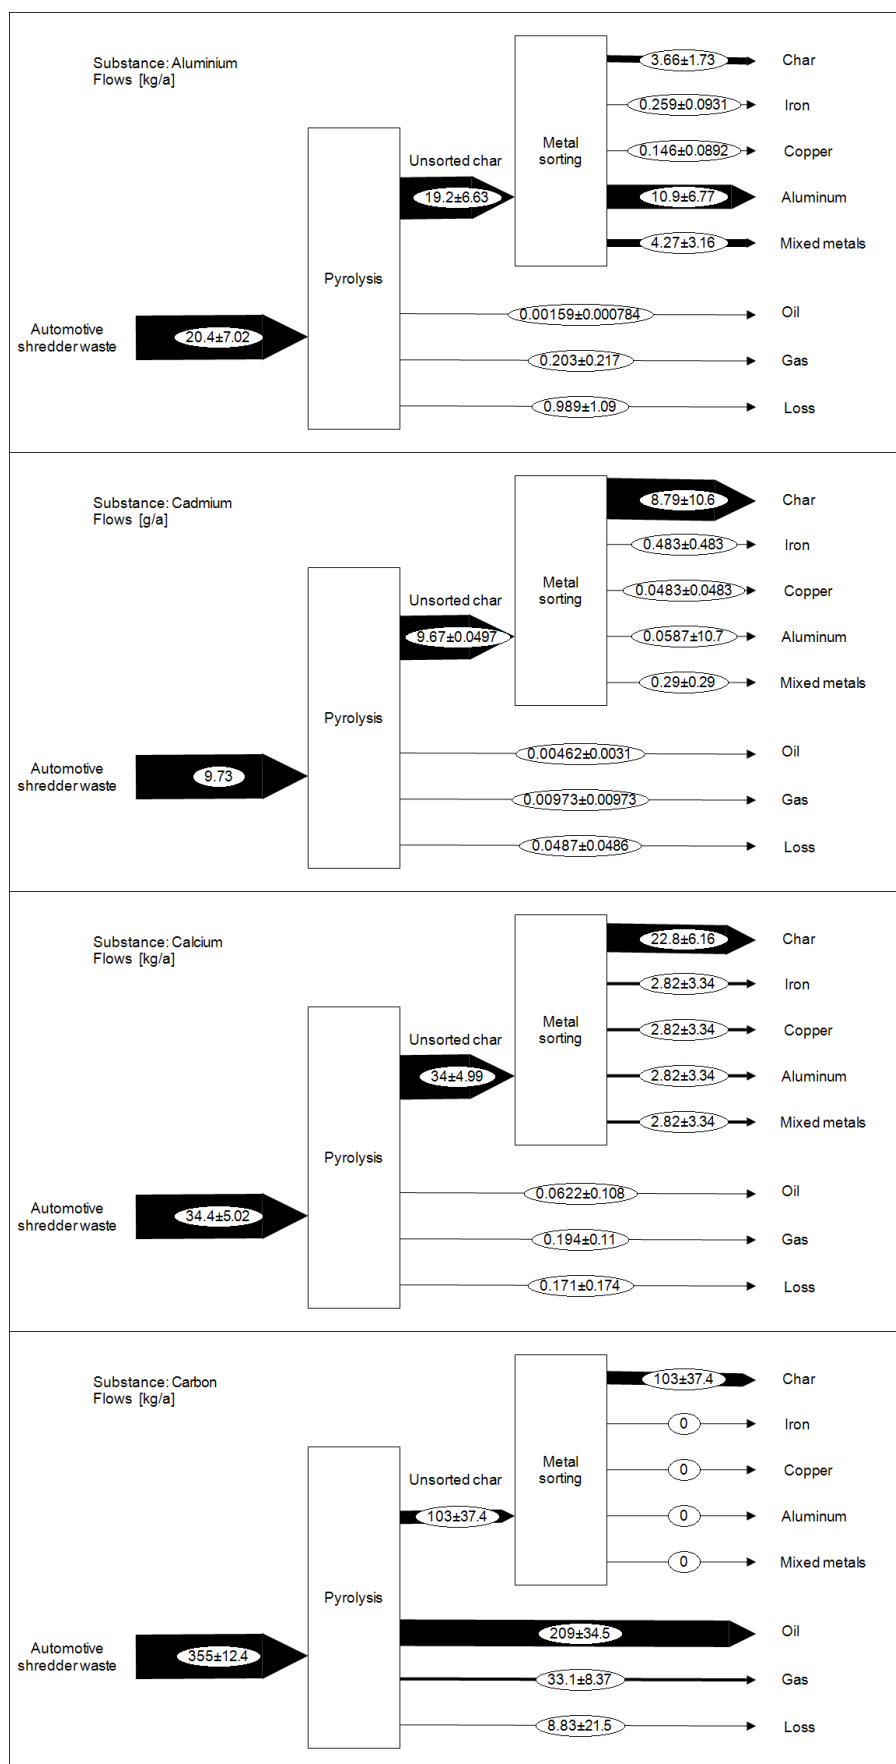 Substance: Aluminium
Flows [kg/a]
3.66±1.73
Char
0.259±0.0931
Iron
Metal
sorting
0.146±0.0892
Copper
Unsorted char
19.2±6.63
10.9±6.77
Aluminum
4.27±3.16
Mixed metals
Pyrolysis
Automotive
shredder waste
20.4±7.02
0.00159±0.000784
Oil
0.203±0.217
Gas
0.989±1.09
Loss
Substance: Cadmium
Flows [g/a]
8.79±10.6
Char
0.483±0.483
Iron
Metal
sorting
0.0483±0.0483
Copper
Unsorted char
9.67±0.0497
0.0587±10.7
Aluminum
0.29±0.29
Mixed metals
Pyrolysis
Automotive
shredder waste
9.73
0.00462±0.0031
Oil
0.00973±0.00973
Gas
0.0487±0.0486
Loss
Substance: Calcium
Flows [kg/a]
22.8±6.16
Char
2.82±3.34
Iron
Metal
sorting
2.82±3.34
Copper
Unsorted char
34±4.99
2.82±3.34
Aluminum
2.82±3.34
Mixed metals
Pyrolysis
Automotive
shredder waste
34.4±5.02
0.0622±0.108
Oil
0.194±0.11
Gas
0.171±0.174
Loss
Substance: Carbon
Flows [kg/a]
103±37.4
Char
0
Iron
Metal
sorting
0
Copper
Unsorted char
103±37.4
0
Aluminum
0
Mixed metals
Pyrolysis
Automotive
shredder waste
355±12.4
209±34.5
Oil
33.1±8.37
Gas
8.83±21.5
Loss